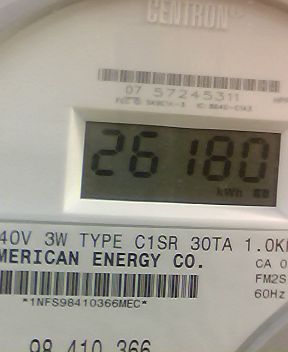 CENTRON
07 57245311
26180
kWh
40V 3W TYPE C1SR 30TA 1.0K
MERICAN ENERGY CO.
CA 0
FM2S
60Hz
*1NFS98410366MEC*
98 410 366